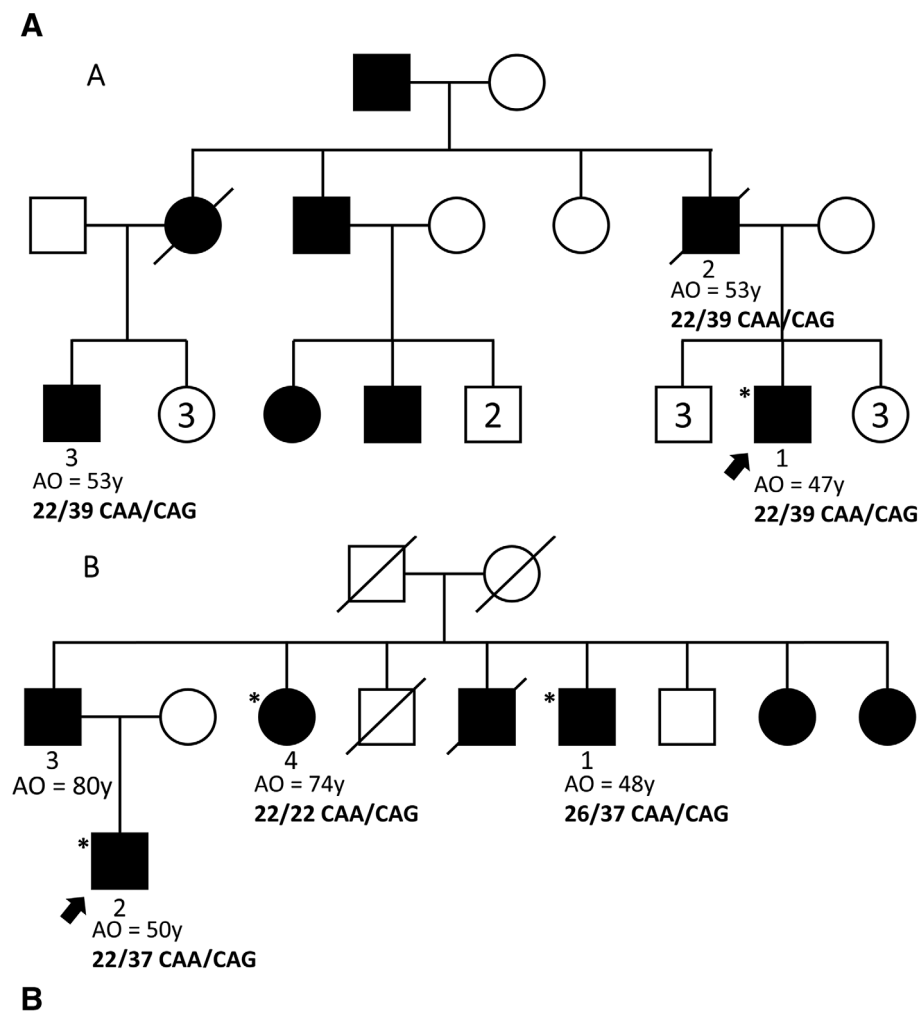 A
A
2
AO = 53y
22/39 CAA/CAG
3
2
3
*
3
3
AO = 53y
22/39 CAA/CAG
1
AO = 47y
22/39 CAA/CAG
B
*
*
3
AO = 80y
4
AO = 74y
22/22 CAA/CAG
1
AO = 48y
26/37 CAA/CAG
*
2
AO = 50y
22/37 CAA/CAG
B